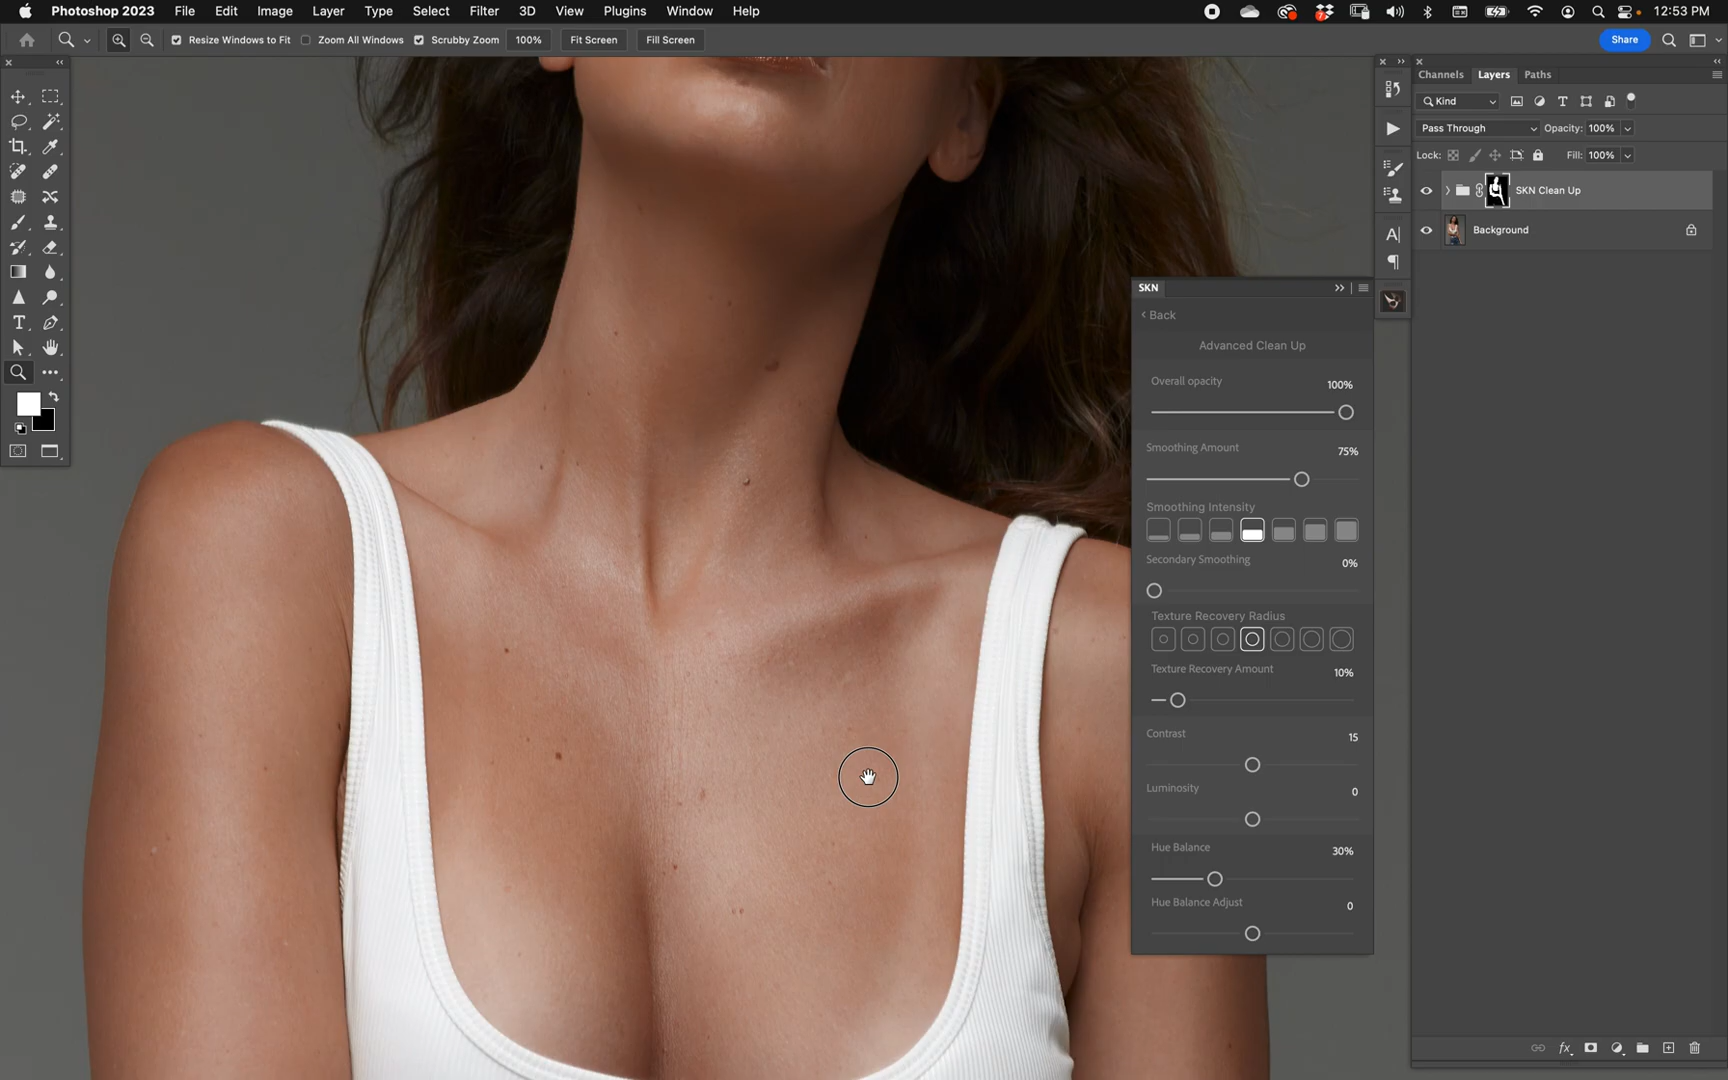 Photoshop 2023 File Edit Image Layer Type Select Filter 3D View Plugins Window Help 12:53 PM
Resize Windows to Fit Zoom All Windows Scrubby Zoom 100% Fit Screen Fill Screen Share
Channels Layers Paths
Kind
Pass Through Opacity: 100%
Lock: Fill: 100%
SKN Clean Up
Background
SKN
Back
Advanced Clean Up
Overall opacity 100%
Smoothing Amount 75%
Smoothing Intensity
Secondary Smoothing 0%
Texture Recovery Radius
Texture Recovery Amount 10%
Contrast 15
Luminosity 0
Hue Balance 30%
Hue Balance Adjust 0